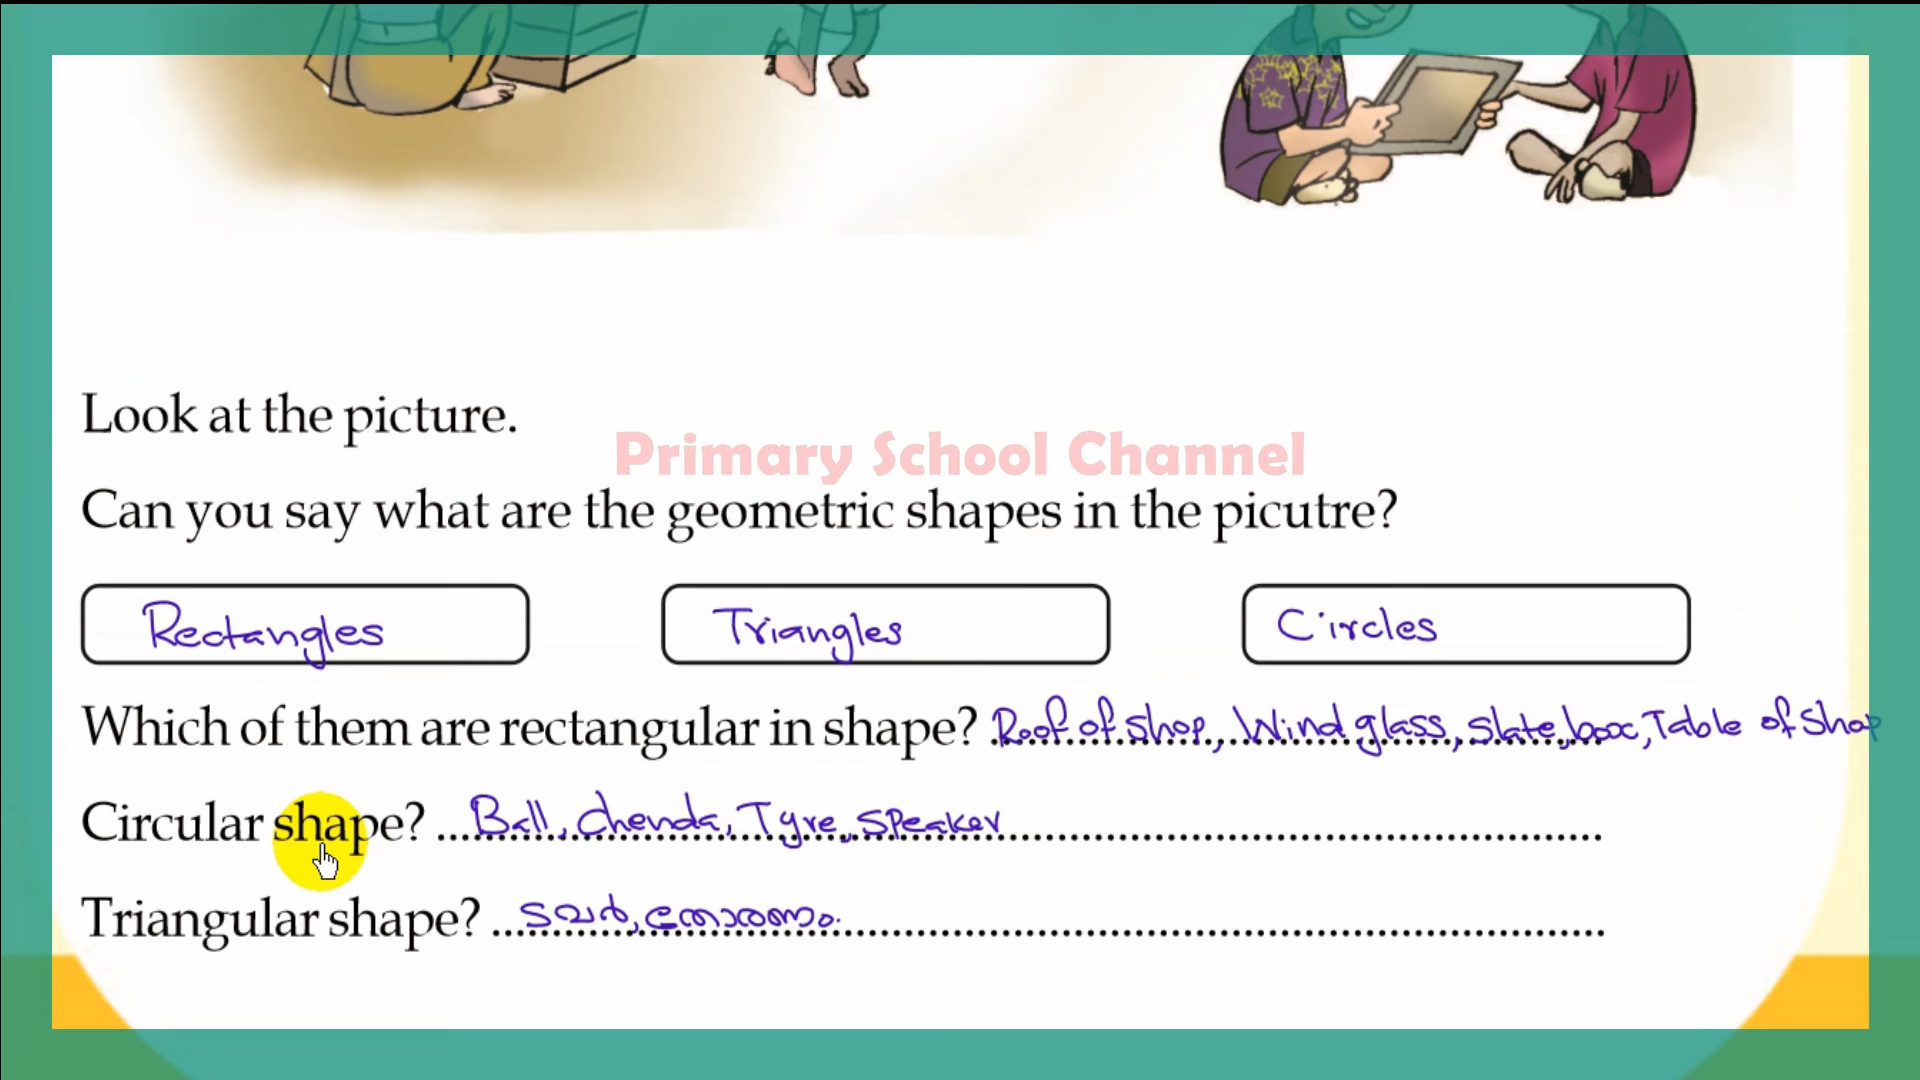 Look at the picture.
Primary School Channel
Can you say what are the geometric shapes in the picutre?
Rectangles Triangles Circles
Which of them are rectangular in shape? Roof of shop, Wind glass, Slate, box, Table of Shop
Circular shape? Ball, Chenda, Tyre, Speaker
Triangular shape? ടവർ, തോരണം